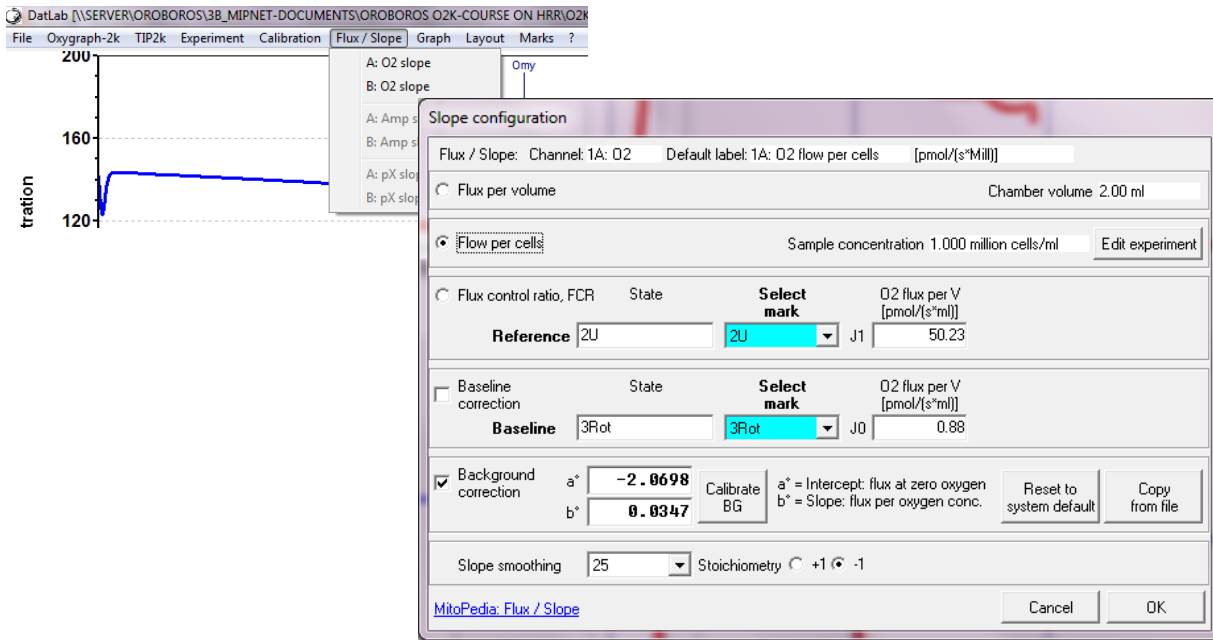 DatLab [\\SERVER\OROBOROS\3B_MIPNET-DOCUMENTS\OROBOROS O2K-COURSE ON HRR\O2K
File Oxygraph-2k TIP2k Experiment Calibration Flux / Slope Graph Layout Marks ?
200
160
120
tration
A: O2 slope
B: O2 slope
A: Amp s
B: Amp s
A: pX slop
B: pX slop
Omy
Slope configuration
Flux / Slope: Channel: 1A: O2 Default label: 1A: O2 flow per cells [pmol/(s*Mill)]
Flux per volume Chamber volume 2.00 ml
Flow per cells Sample concentration 1.000 million cells/ml Edit experiment
Flux control ratio, FCR State Select mark O2 flux per V [pmol/(s*ml)]
Reference 2U 2U J1 50.23
Baseline correction State Select mark O2 flux per V [pmol/(s*ml)]
Baseline 3Rot 3Rot J0 0.88
Background correction a° -2.0698 Calibrate BG a° = Intercept: flux at zero oxygen Reset to system default Copy from file
b° 0.0347 b° = Slope: flux per oxygen conc.
Slope smoothing 25 Stoichiometry +1 -1
MitoPedia: Flux / Slope Cancel OK